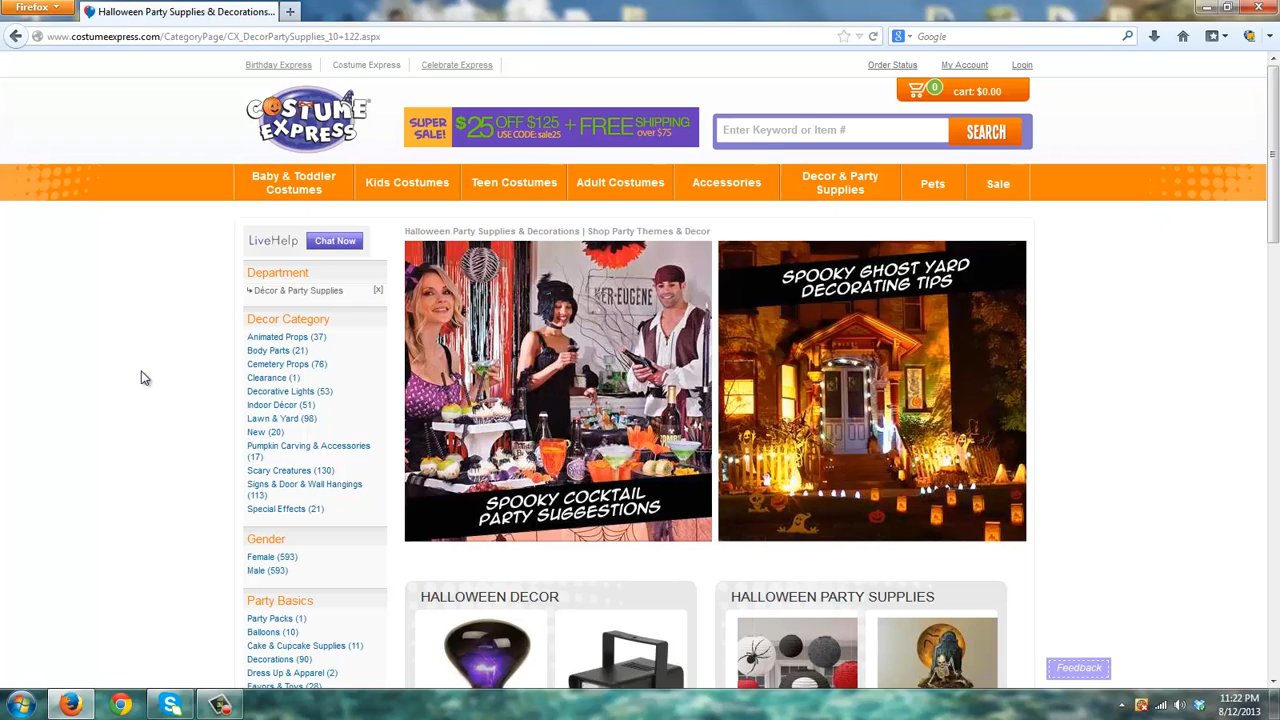 Firefox
Halloween Party Supplies & Decorations...
www.costumeexpress.com/CategoryPage/CX_DecorPartySupplies_10+122.aspx
Google
Birthday Express
Costume Express
Celebrate Express
Order Status
My Account
Login
0
cart: $0.00
COSTUME
EXPRESS
SUPER
SALE!
$25 OFF $125 + FREE SHIPPING
USE CODE: sale25
over $75
Enter Keyword or Item #
SEARCH
Baby & Toddler
Costumes
Kids Costumes
Teen Costumes
Adult Costumes
Accessories
Decor & Party
Supplies
Pets
Sale
LiveHelp
Chat Now
Department
Décor & Party Supplies
[x]
Decor Category
Animated Props (37)
Body Parts (21)
Cemetery Props (76)
Clearance (1)
Decorative Lights (53)
Indoor Décor (51)
Lawn & Yard (98)
New (20)
Pumpkin Carving & Accessories
(17)
Scary Creatures (130)
Signs & Door & Wall Hangings
(113)
Special Effects (21)
Gender
Female (593)
Male (593)
Party Basics
Party Packs (1)
Balloons (10)
Cake & Cupcake Supplies (11)
Decorations (90)
Dress Up & Apparel (2)
Favors & Toys (28)
Halloween Party Supplies & Decorations | Shop Party Themes & Decor
KER-EUGENE
SPOOKY COCKTAIL
PARTY SUGGESTIONS
SPOOKY GHOST YARD
DECORATING TIPS
HALLOWEEN DECOR
HALLOWEEN PARTY SUPPLIES
Feedback
11:22 PM
8/12/2013